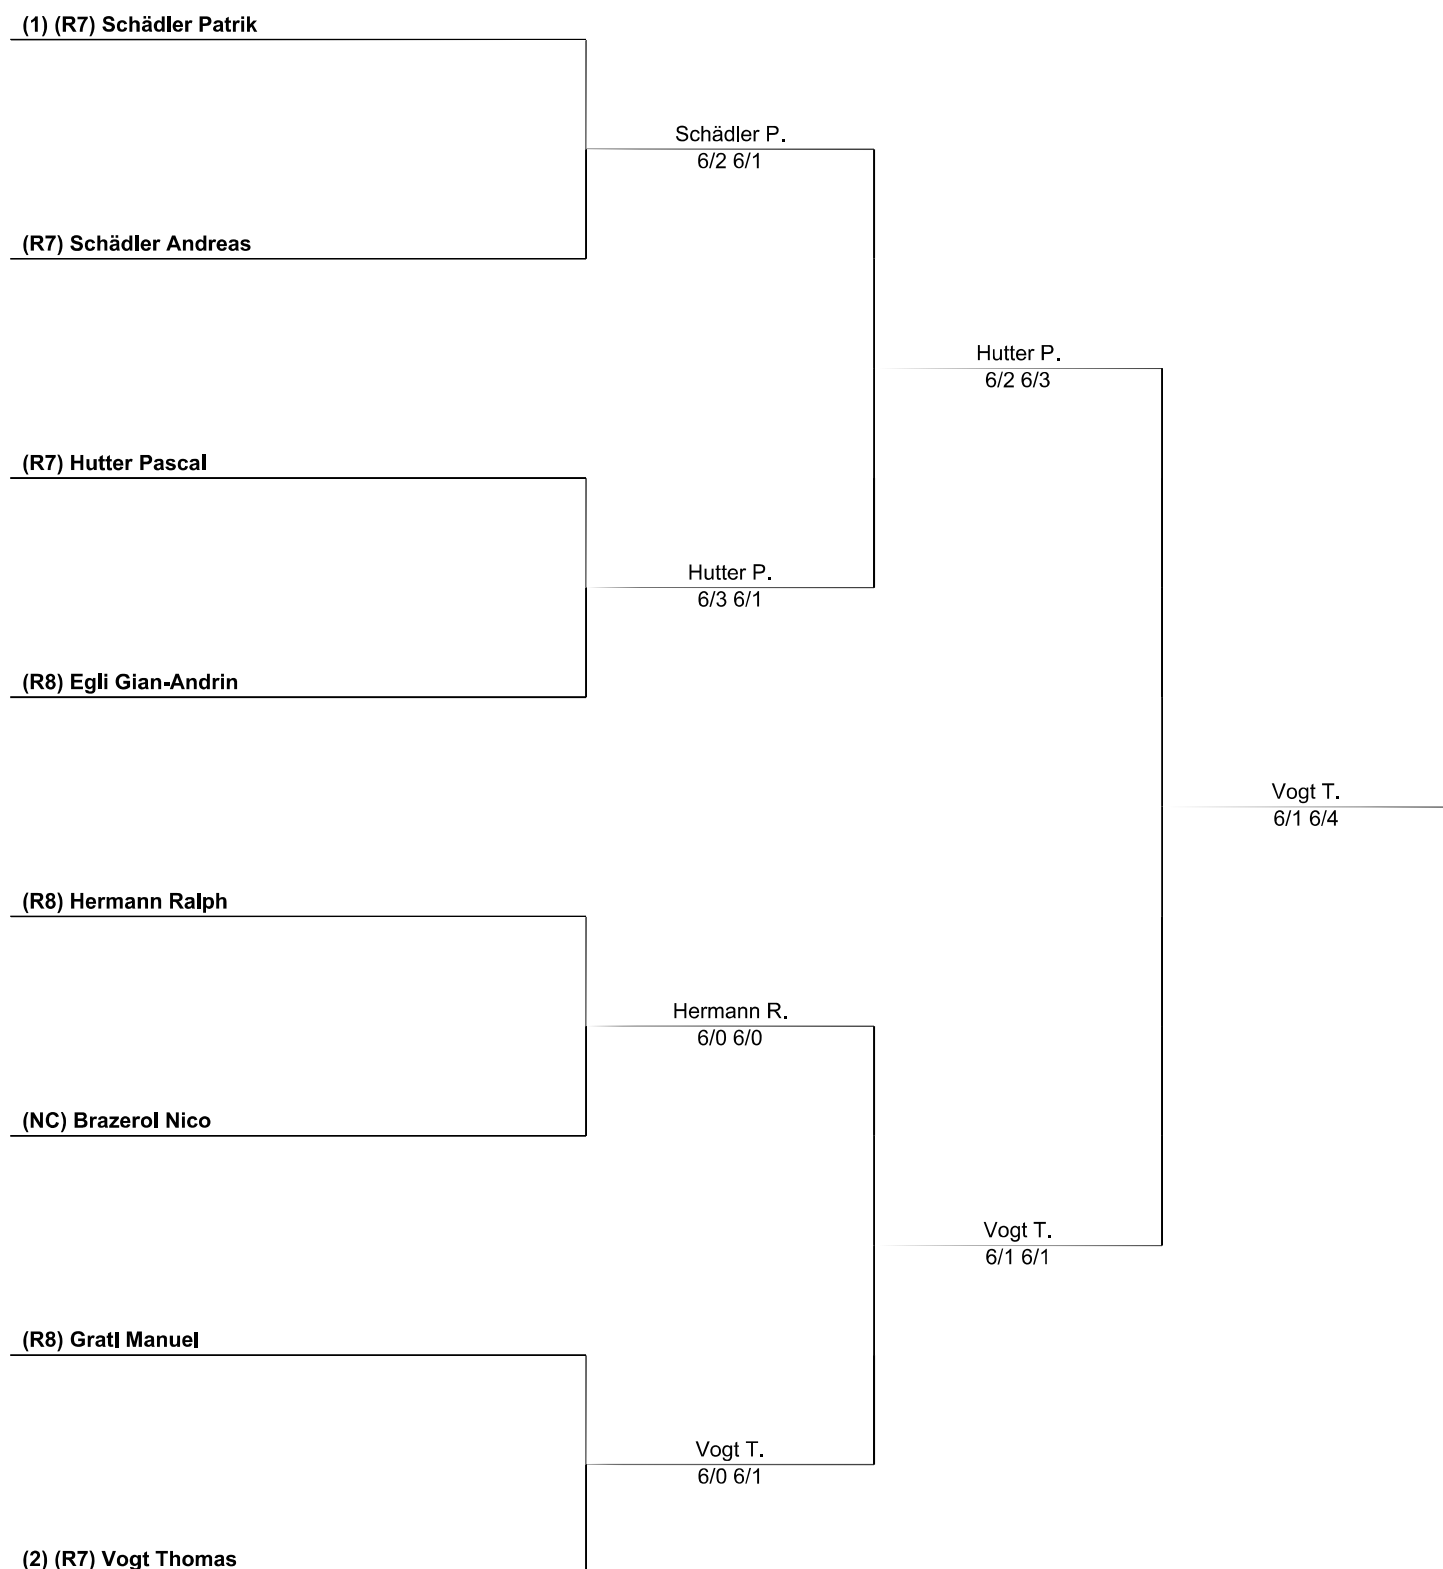 (1) (R7) Schädler Patrik
Schädler P.
6/2 6/1
(R7) Schädler Andreas
Hutter P.
6/2 6/3
(R7) Hutter Pascal
Hutter P.
6/3 6/1
(R8) Egli Gian-Andrin
Vogt T.
6/1 6/4
(R8) Hermann Ralph
Hermann R.
6/0 6/0
(NC) Brazerol Nico
Vogt T.
6/1 6/1
(R8) Gratl Manuel
Vogt T.
6/0 6/1
(2) (R7) Vogt Thomas